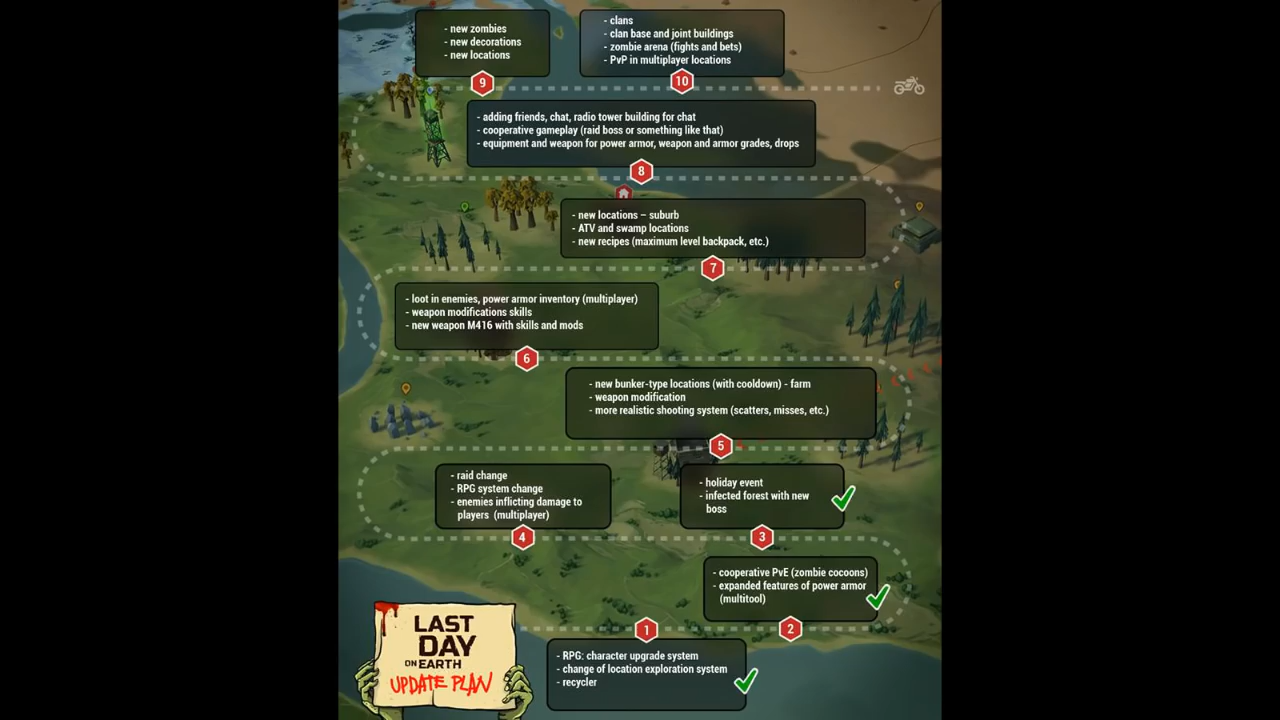 - new zombies
- new decorations
- new locations
9
- clans
- clan base and joint buildings
- zombie arena (fights and bets)
- PvP in multiplayer locations
10
- adding friends, chat, radio tower building for chat
- cooperative gameplay (raid boss or something like that)
- equipment and weapon for power armor, weapon and armor grades, drops
8
- new locations – suburb
- ATV and swamp locations
- new recipes (maximum level backpack, etc.)
7
- loot in enemies, power armor inventory (multiplayer)
- weapon modifications skills
- new weapon M416 with skills and mods
6
- new bunker-type locations (with cooldown) - farm
- weapon modification
- more realistic shooting system (scatters, misses, etc.)
5
- raid change
- RPG system change
- enemies inflicting damage to
players (multiplayer)
4
- holiday event
- infected forest with new
boss
3
- cooperative PvE (zombie cocoons)
- expanded features of power armor
(multitool)
2
1
- RPG: character upgrade system
- change of location exploration system
- recycler
LAST
DAY
ON EARTH
UPDATE PLAN